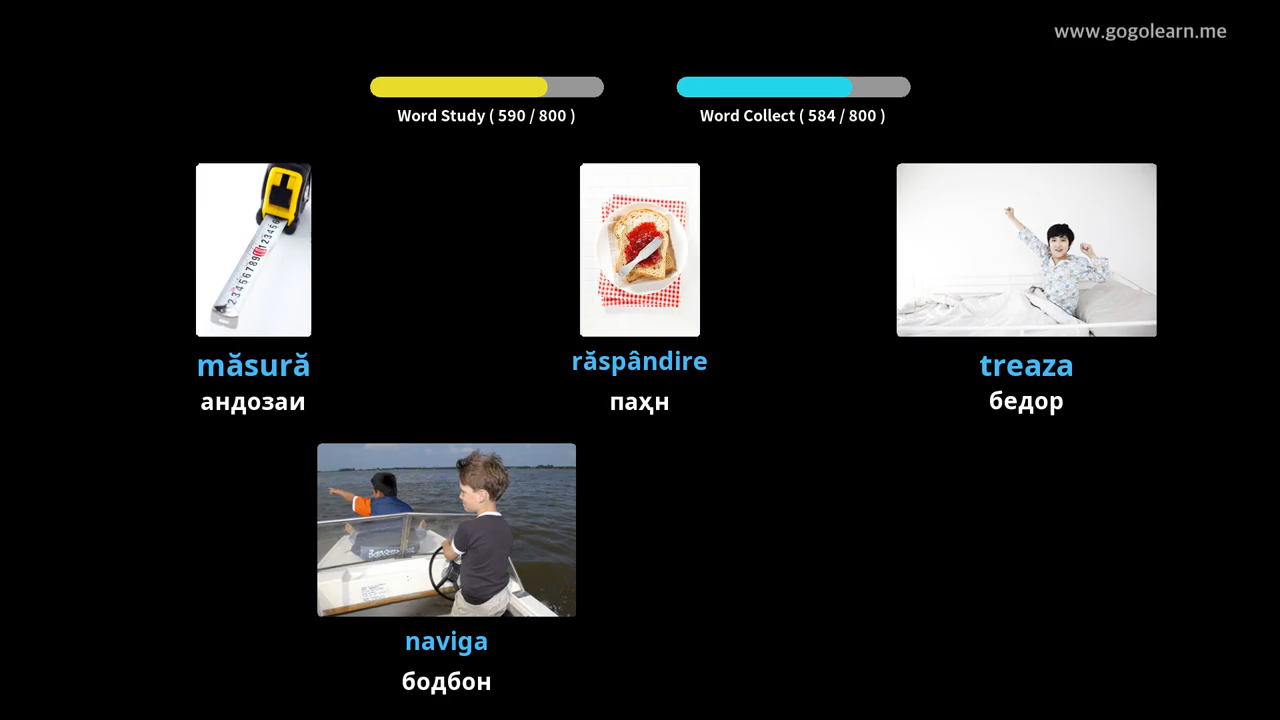 www.gogolearn.me
Word Study ( 590 / 800 )
Word Collect ( 584 / 800 )
măsură
андозаи
răspândire
паҳн
treaza
бедор
naviga
бодбон